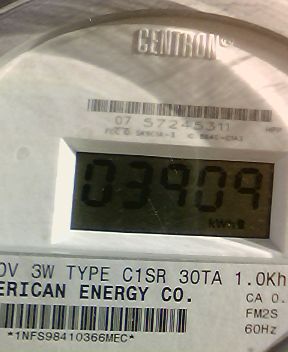 CENTRON®
07 57245311
03909
kWh
0V 3W TYPE C1SR 30TA 1.0Kh
ERICAN ENERGY CO.
CA 0.
FM2S
60Hz
*1NFS98410366MEC*